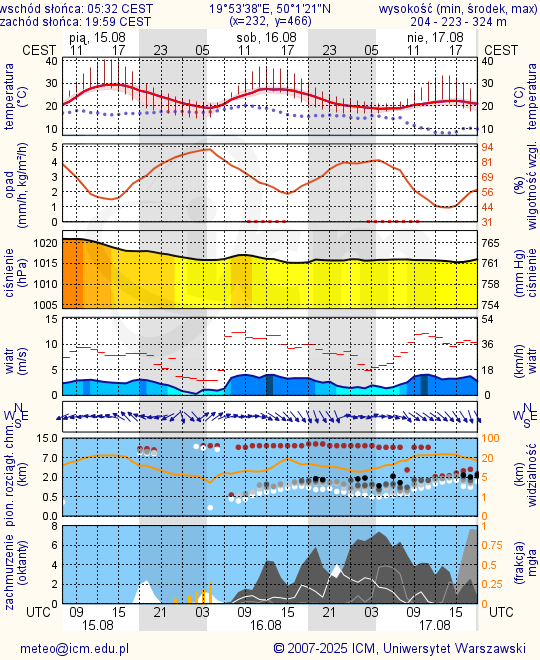 wschód słońca: 05:32 CEST 19°53'38"E, 50°1'21"N wysokość (min, środek, max)
zachód słońca: 19:59 CEST (x=232, y=466) 204 - 223 - 324 m
pią, 15.08 sob, 16.08 nie, 17.08
CEST 11 17 23 05 11 17 23 05 11 17 CEST
temperatura (°C)
40 30 20 10
40 30 20 10
(°C) temperatura
opad (mm/h, kg/m²/h)
5 4 3 2 1 0
94 81 69 56 44 31
(%) wilgotność wzgl.
ciśnienie (hPa)
1020 1015 1010 1005
765 761 758 754
(mm Hg) ciśnienie
wiatr (m/s)
15 10 5 0
54 36 18 0
(km/h) wiatr
N W E S
N W E S
pion. rozciągł. chm. (km)
15.0 7.0 2.0 0.5 0.0
100 20 5 1 0
(km) widzialność
zachmurzenie (oktanty)
8 6 4 2 0
1 0.75 0.5 0.25 0
(frakcja) mgła
UTC 09 15 21 03 09 15 21 03 09 15 UTC
15.08 16.08 17.08
meteo@icm.edu.pl © 2007-2025 ICM, Uniwersytet Warszawski